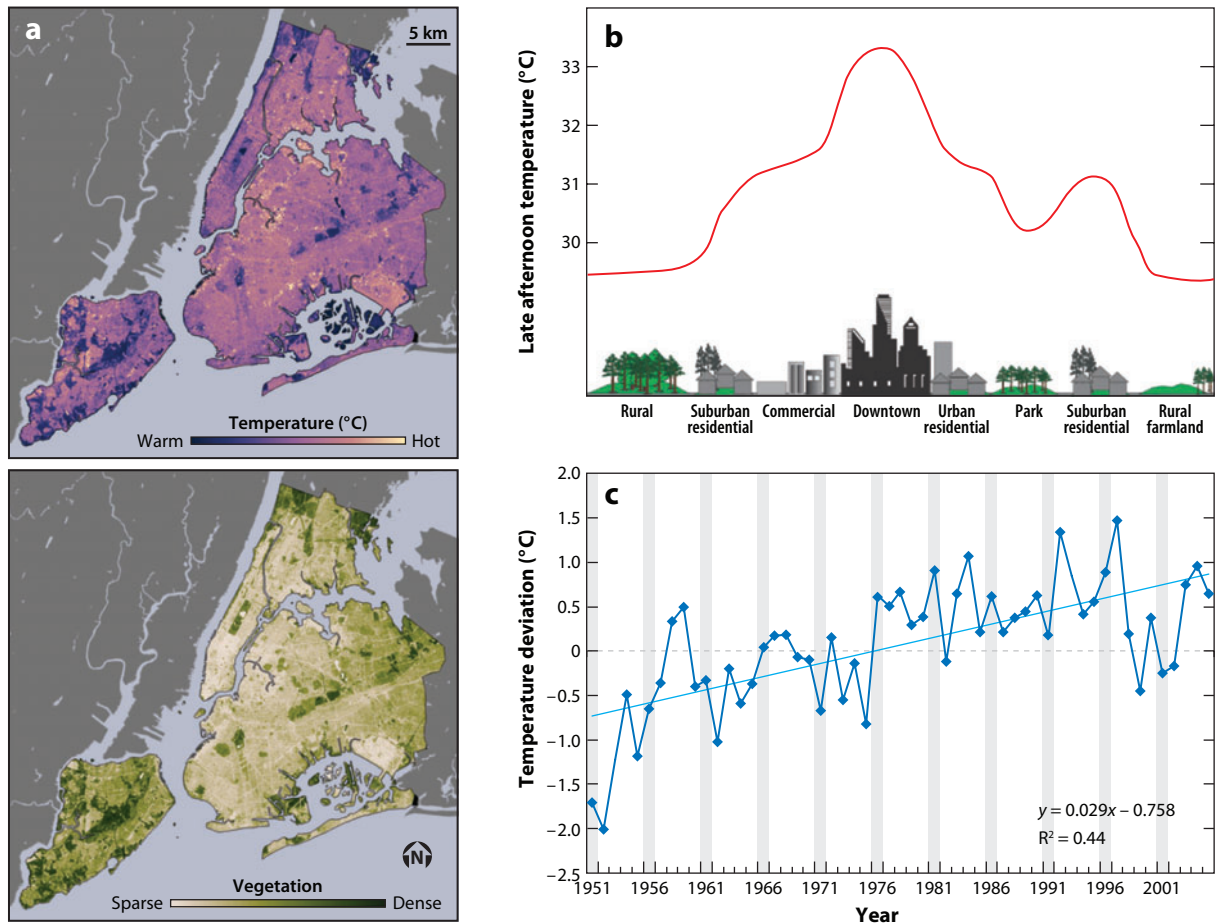 a
5 km
Temperature (°C)
Warm
Hot
Vegetation
Sparse
Dense
N
b
Late afternoon temperature (°C)
33
32
31
30
Rural
Suburban
residential
Commercial
Downtown
Urban
residential
Park
Suburban
residential
Rural
farmland
c
Temperature deviation (°C)
2.0
1.5
1.0
0.5
0
−0.5
−1.0
−1.5
−2.0
−2.5
y = 0.029x – 0.758
R² = 0.44
1951 1956 1961 1966 1971 1976 1981 1986 1991 1996 2001
Year